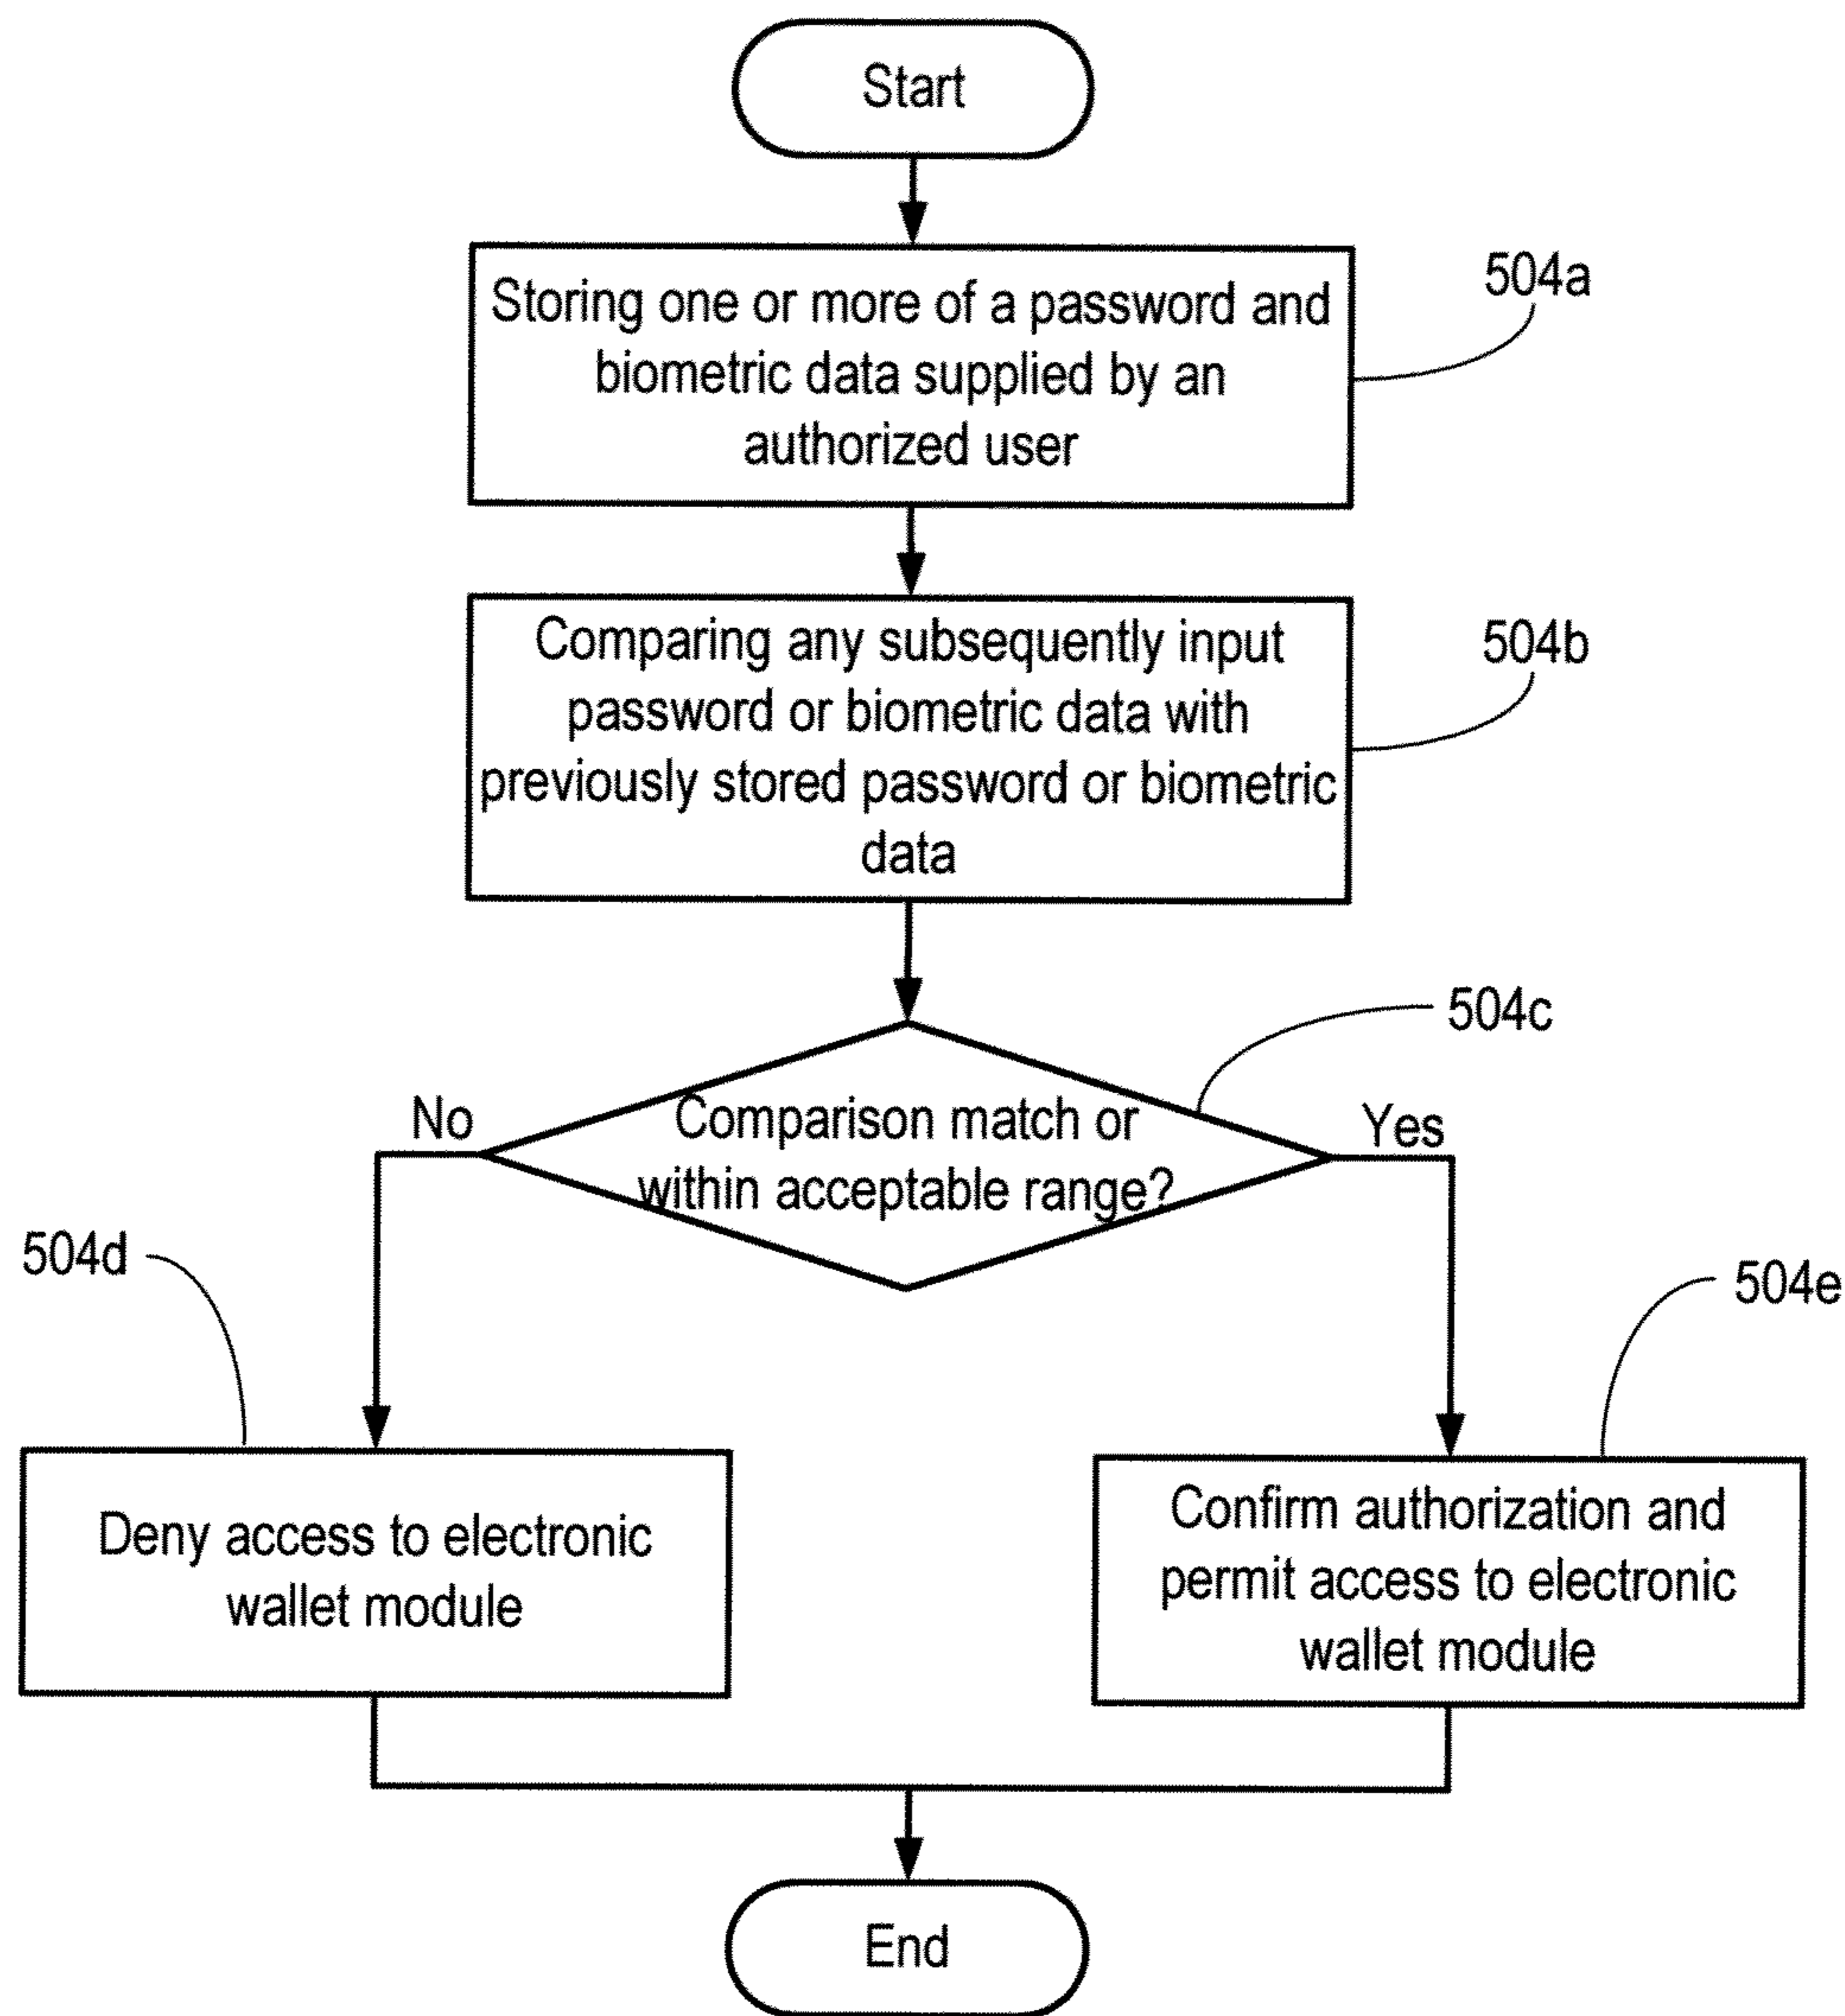 Start
Storing one or more of a password and
biometric data supplied by an
authorized user
504a
Comparing any subsequently input
password or biometric data with
previously stored password or biometric
data
504b
504c
No
Comparison match or
within acceptable range?
Yes
504d
504e
Deny access to electronic
wallet module
Confirm authorization and
permit access to electronic
wallet module
End